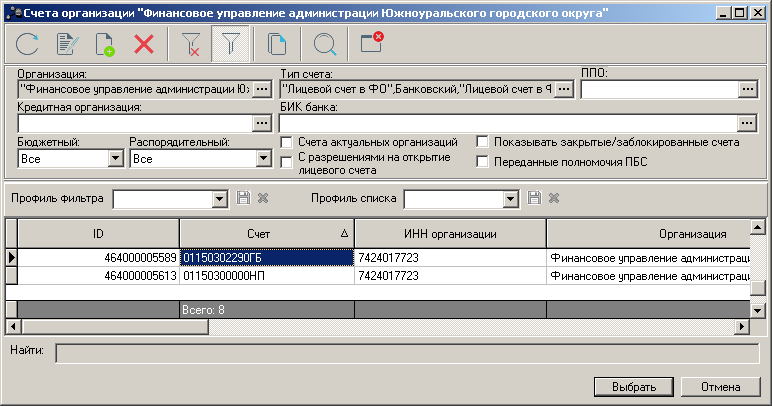 Счета организации "Финансовое управление администрации Южноуральского городского округа"
Организация: Тип счета: ППО:
"Финансовое управление администрации Юж ... "Лицевой счет в ФО",Банковский,"Лицевой счет в Ф ... ...
Кредитная организация: БИК банка:
... ...
Бюджетный: Распорядительный: Счета актуальных организаций Показывать закрытые/заблокированные счета
Все Все С разрешениями на открытие лицевого счета Переданные полномочия ПБС
Профиль фильтра Профиль списка
ID Счет ИНН организации Организация
464000005589 01150302290ГБ 7424017723 Финансовое управление администраци
464000005613 01150300000НП 7424017723 Финансовое управление администраци
Всего: 8
Найти:
Выбрать Отмена